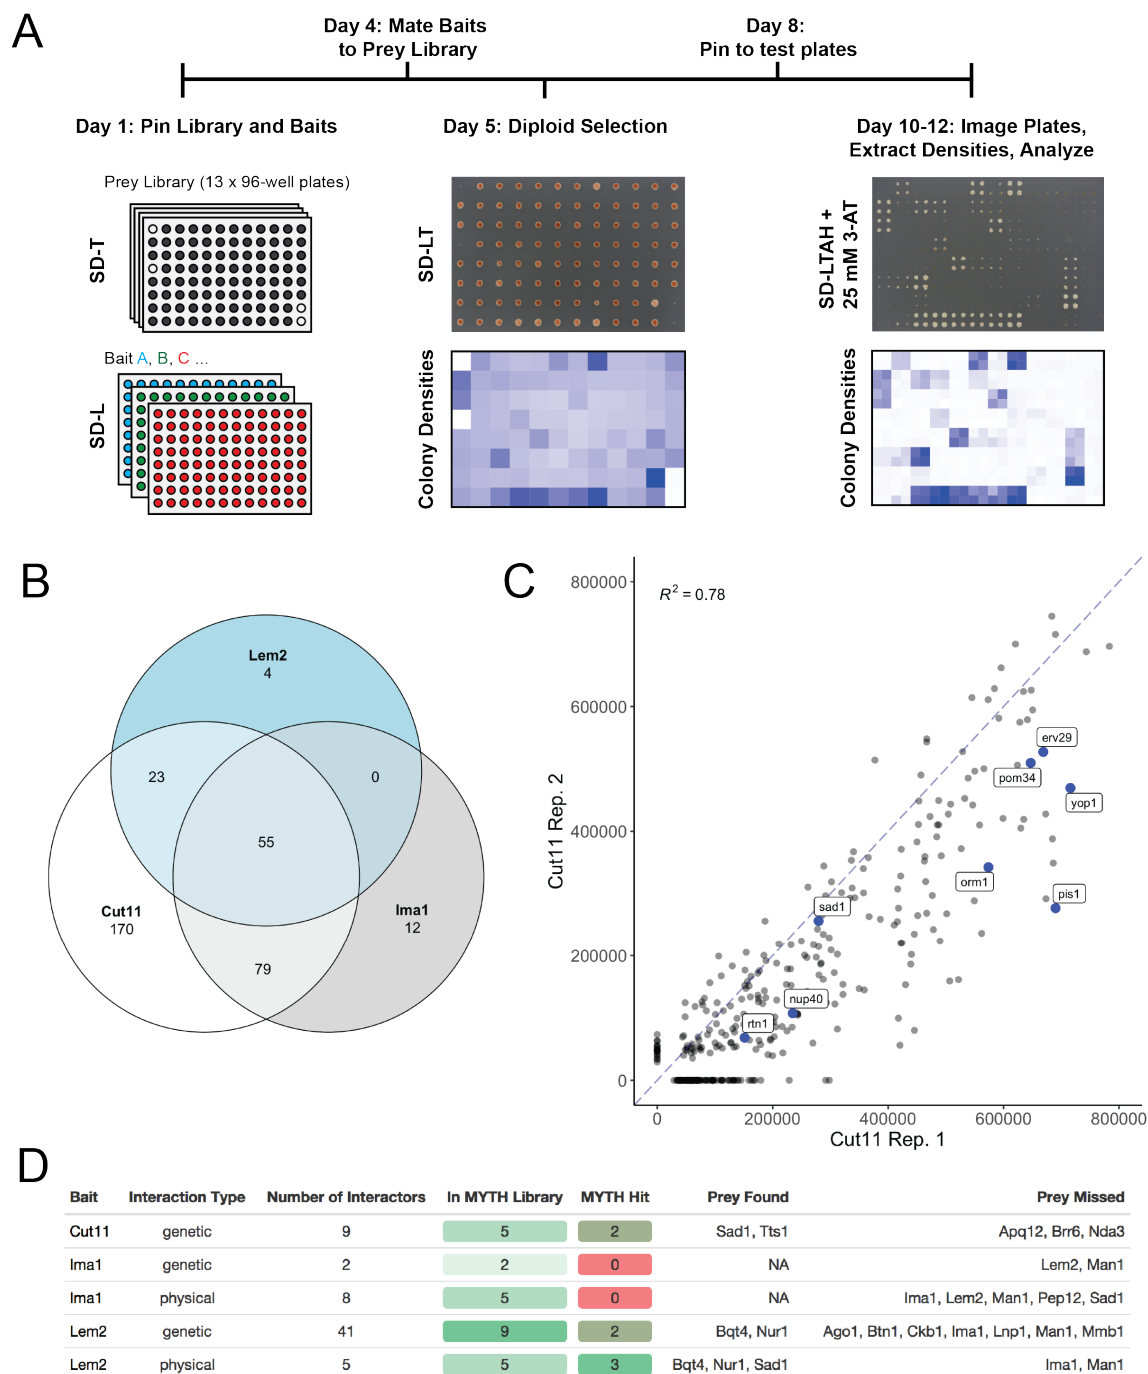 A
Day 4: Mate Baits
to Prey Library
Day 8:
Pin to test plates
Day 1: Pin Library and Baits
Day 5: Diploid Selection
Day 10-12: Image Plates,
Extract Densities, Analyze
Prey Library (13 x 96-well plates)
SD-T
SD-LT
SD-LTAH +
25 mM 3-AT
Bait A, B, C ...
SD-L
Colony Densities
Colony Densities
B
Lem2
4
23
0
55
Cut11
170
Ima1
12
79
C
R² = 0.78
Cut11 Rep. 2
800000
600000
400000
200000
0
erv29
pom34
yop1
orm1
pis1
sad1
nup40
rtn1
0 200000 400000 600000 800000
Cut11 Rep. 1
D
Bait Interaction Type Number of Interactors In MYTH Library MYTH Hit Prey Found Prey Missed
Cut11 genetic 9 5 2 Sad1, Tts1 Apq12, Brr6, Nda3
Ima1 genetic 2 2 0 NA Lem2, Man1
Ima1 physical 8 5 0 NA Ima1, Lem2, Man1, Pep12, Sad1
Lem2 genetic 41 9 2 Bqt4, Nur1 Ago1, Btn1, Ckb1, Ima1, Lnp1, Man1, Mmb1
Lem2 physical 5 5 3 Bqt4, Nur1, Sad1 Ima1, Man1